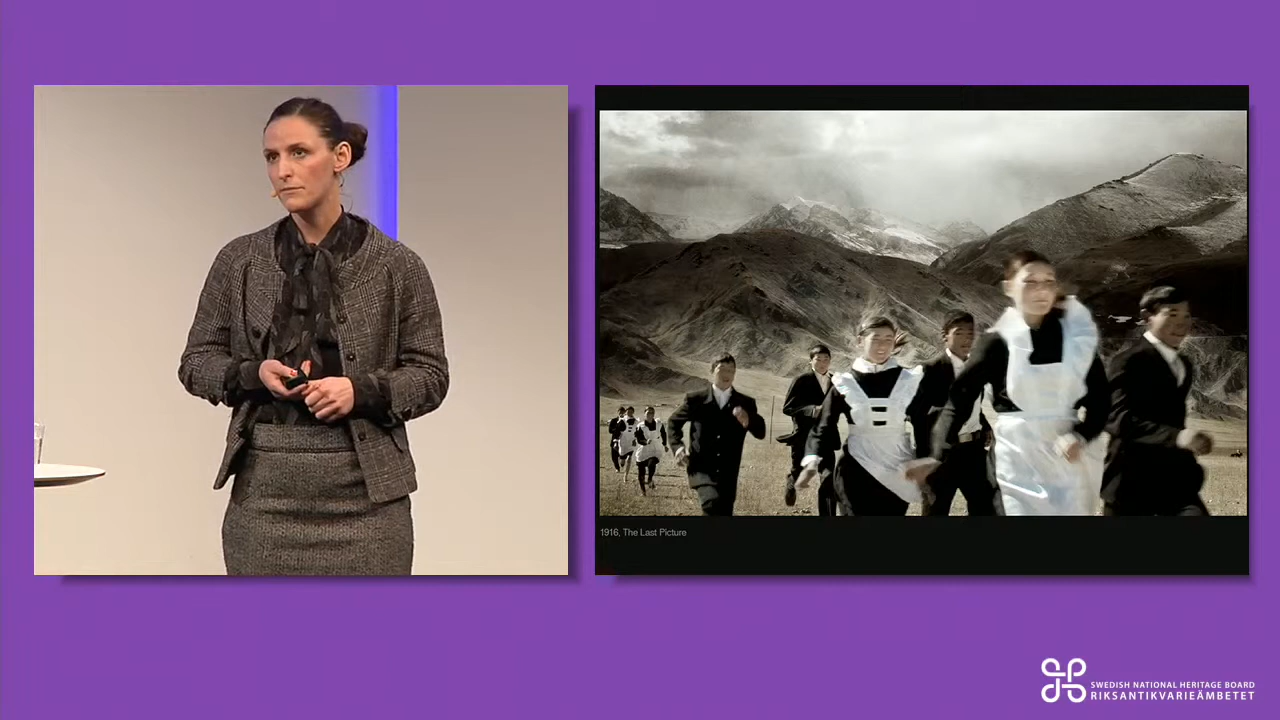 1916, The Last Picture
SWEDISH NATIONAL HERITAGE BOARD
RIKSANTIKVARIEÄMBETET